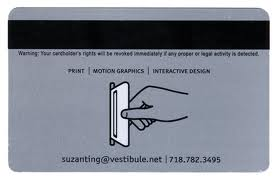 Warning: Your cardholder's rights will be revoked immediately if any proper or legal activity is detected.
PRINT | MOTION GRAPHICS | INTERACTIVE DESIGN
suzanting@vestibule.net | 718.782.3495